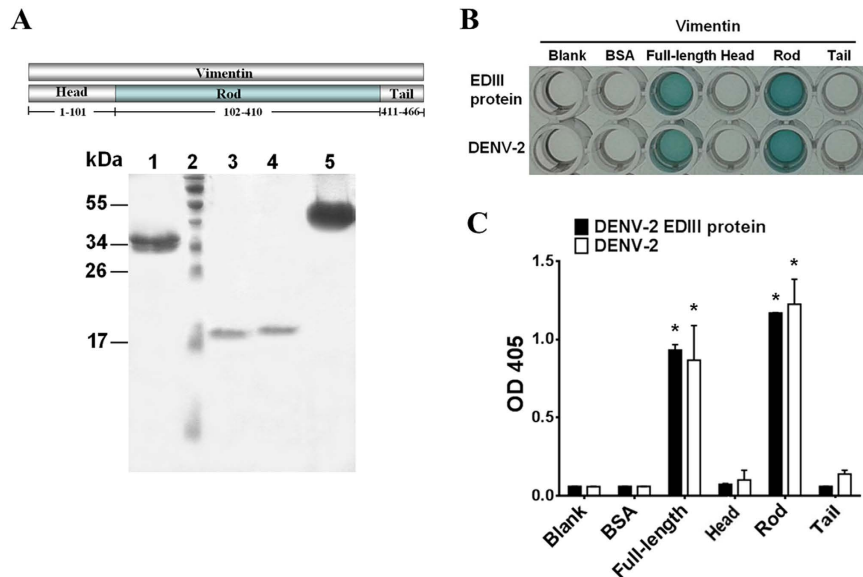 A
Vimentin
Head Rod Tail
1-101 102-410 411-466
kDa 1 2 3 4 5
55
34
26
17
B
Vimentin
Blank BSA Full-length Head Rod Tail
EDIII protein
DENV-2
C
DENV-2 EDIII protein
DENV-2
1.5
1.0
0.5
0.0
OD 405
* * * *
Blank BSA Full-length Head Rod Tail